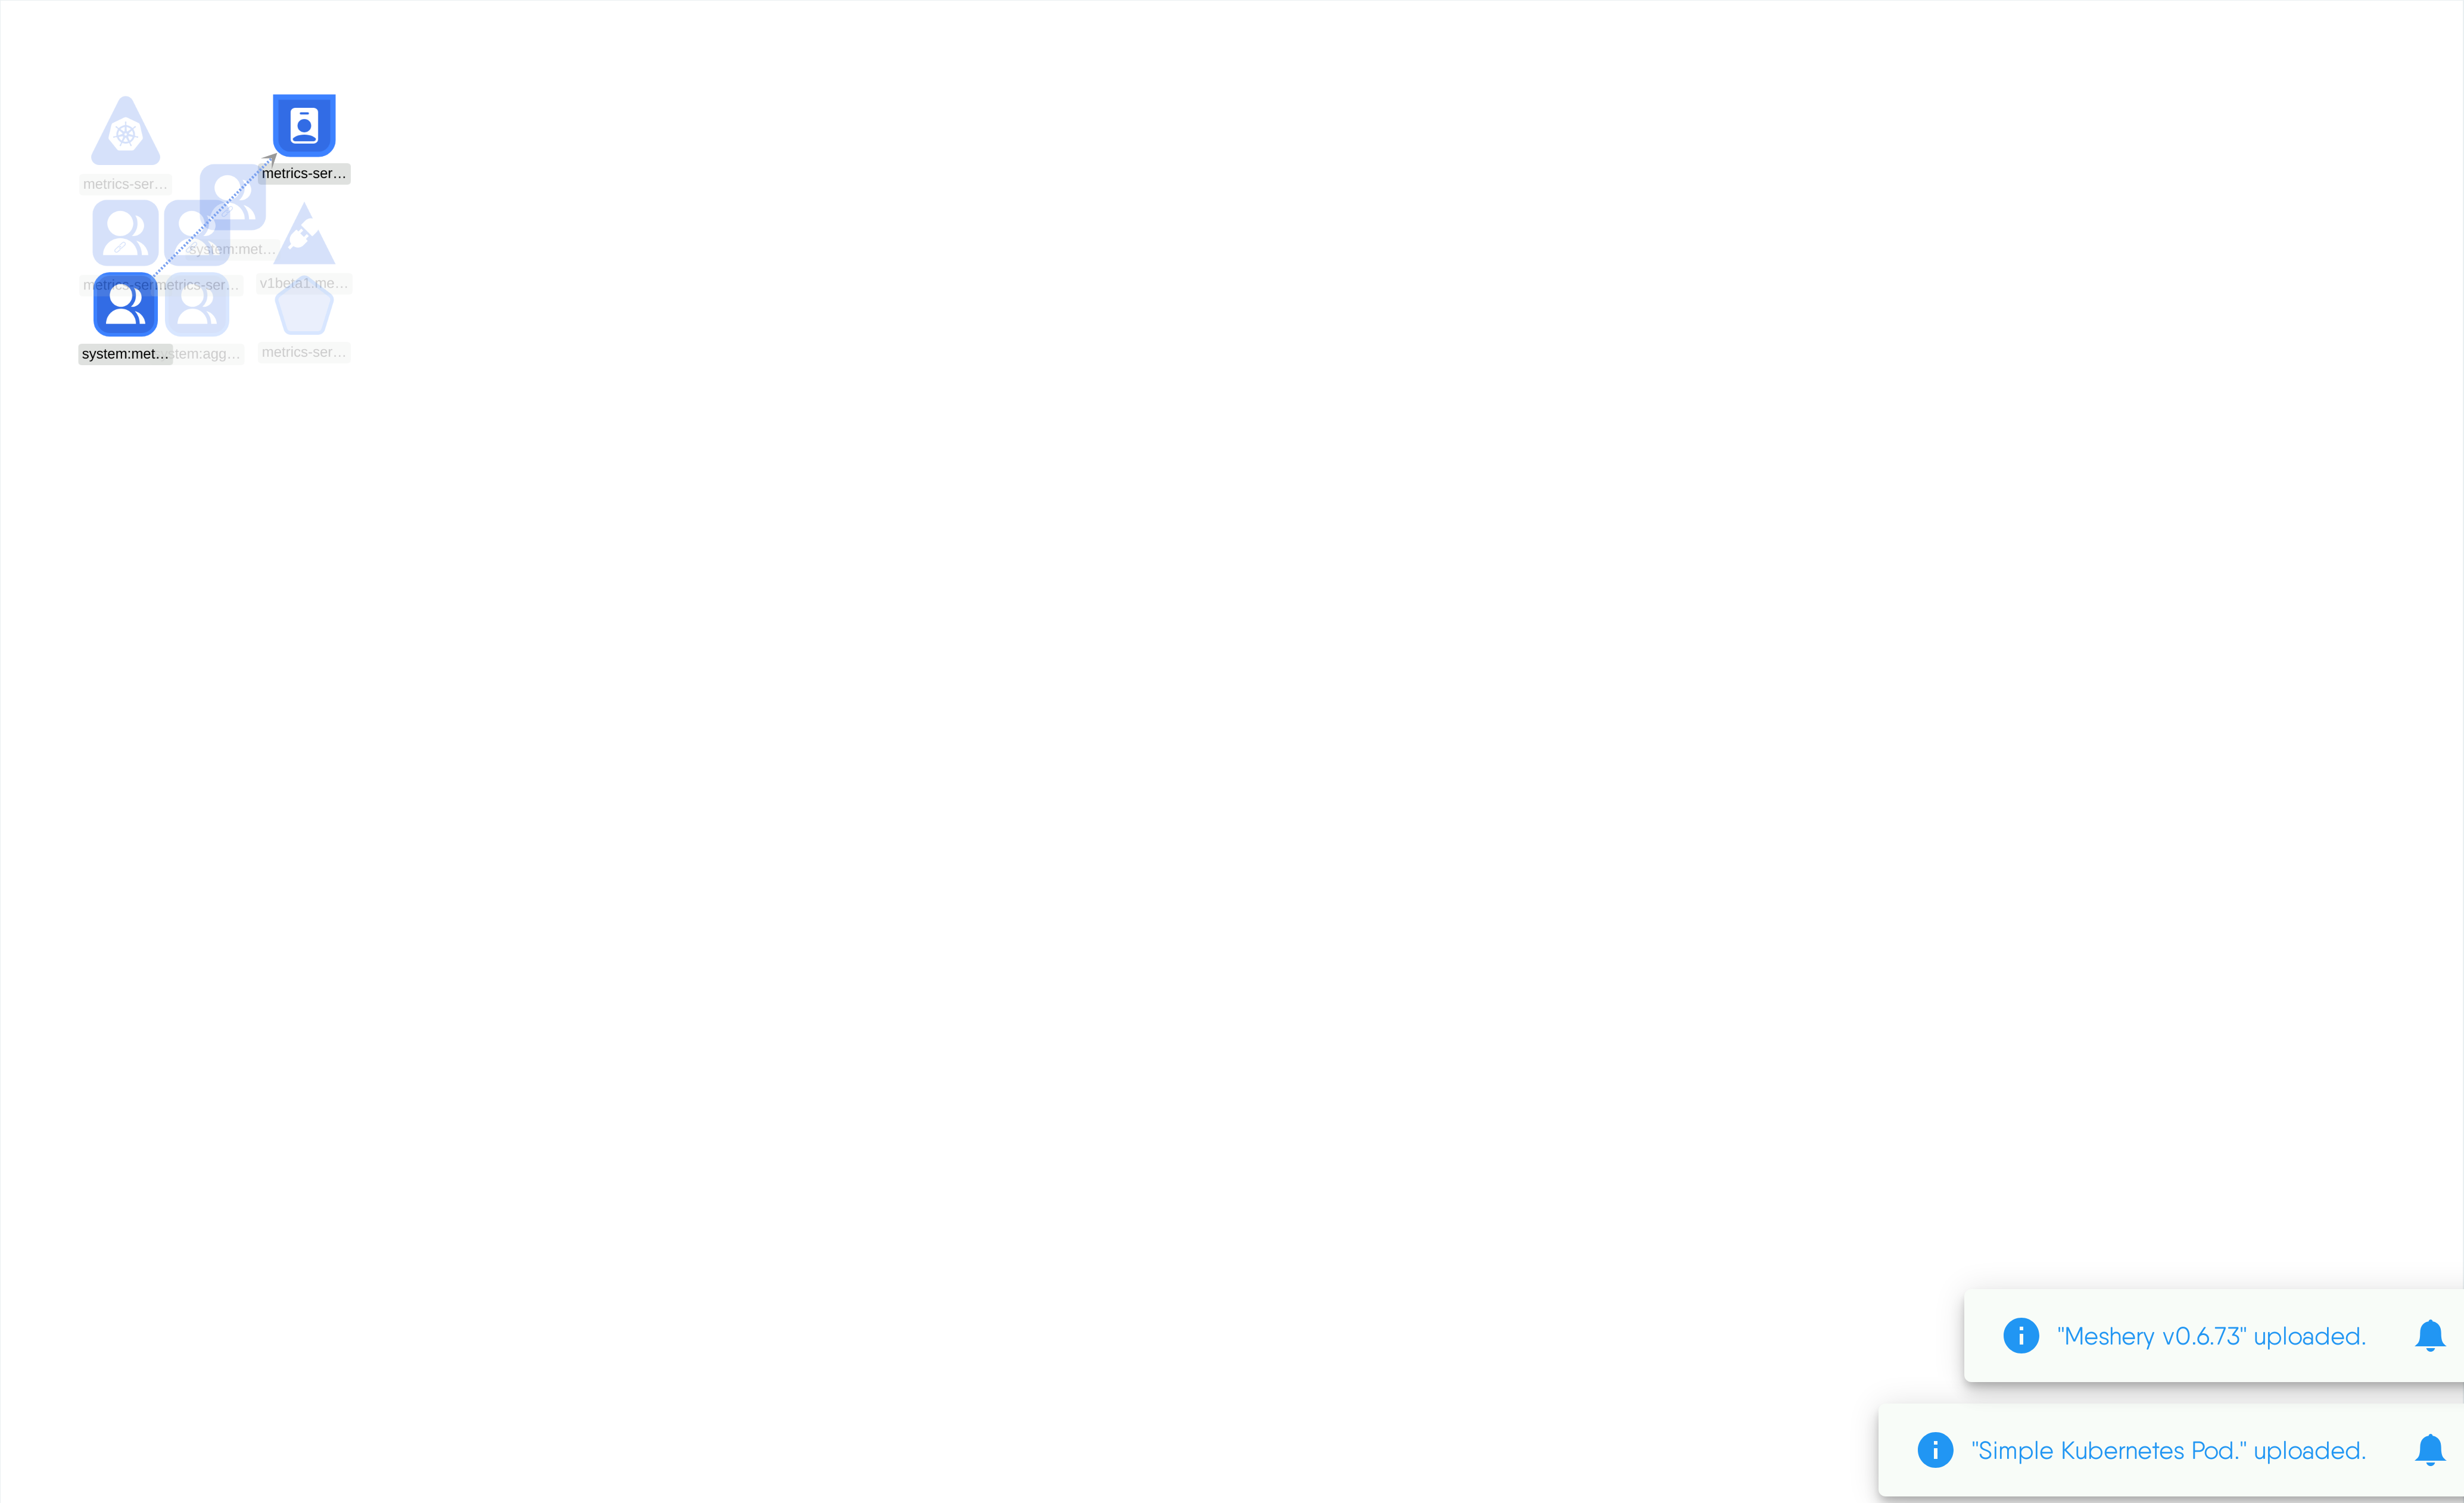 metrics-ser…
metrics-ser…
system:met…
metrics-ser…
metrics-ser…
v1beta1.me…
system:met…
stem:agg…
metrics-ser…
"Meshery v0.6.73" uploaded.
"Simple Kubernetes Pod." uploaded.